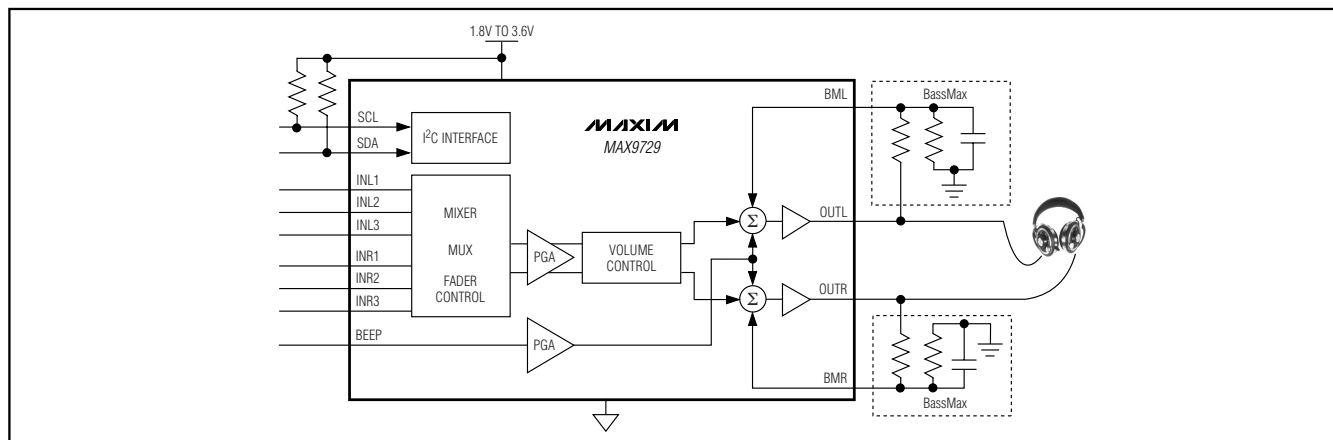 1.8V TO 3.6V
BML
BassMax
SCL
I²C INTERFACE
SDA
MAXIM
MAX9729
INL1
INL2
INL3
INR1
INR2
INR3
MIXER
MUX
FADER
CONTROL
PGA
VOLUME
CONTROL
Σ
OUTL
Σ
OUTR
BEEP
PGA
BMR
BassMax